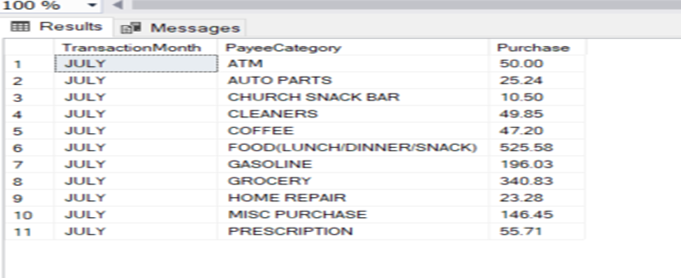 100 %
Results Messages
TransactionMonth PayeeCategory Purchase
1 JULY ATM 50.00
2 JULY AUTO PARTS 25.24
3 JULY CHURCH SNACK BAR 10.50
4 JULY CLEANERS 49.85
5 JULY COFFEE 47.20
6 JULY FOOD(LUNCH/DINNER/SNACK) 525.58
7 JULY GASOLINE 196.03
8 JULY GROCERY 340.83
9 JULY HOME REPAIR 23.28
10 JULY MISC PURCHASE 146.45
11 JULY PRESCRIPTION 55.71